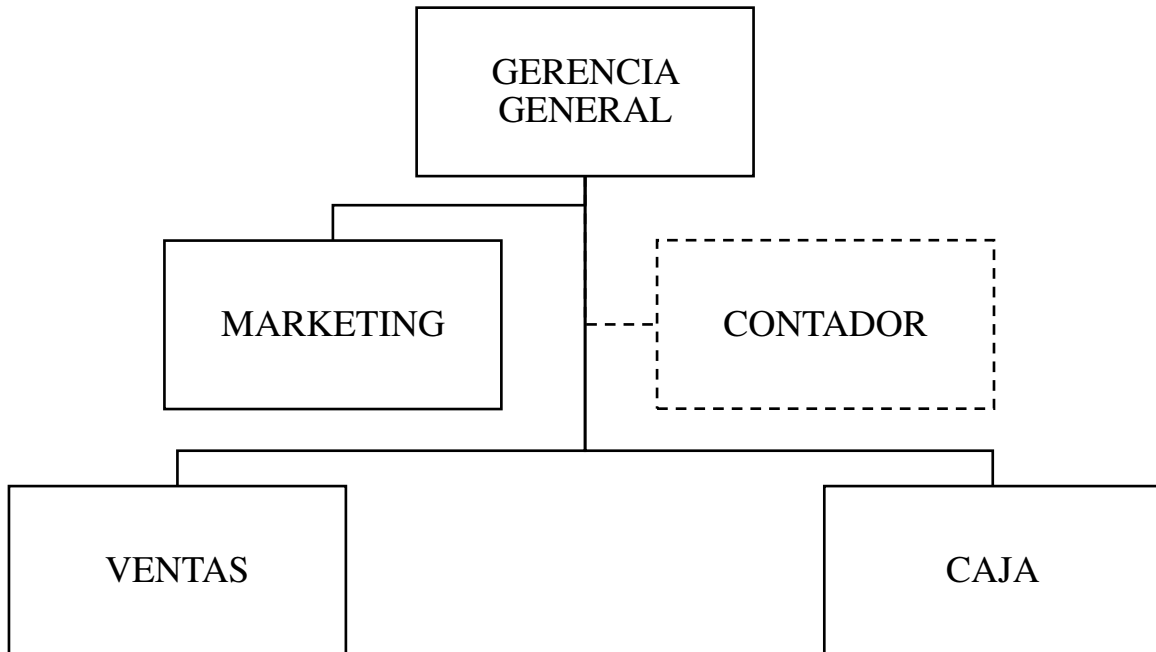 GERENCIA
GENERAL
MARKETING
CONTADOR
VENTAS
CAJA